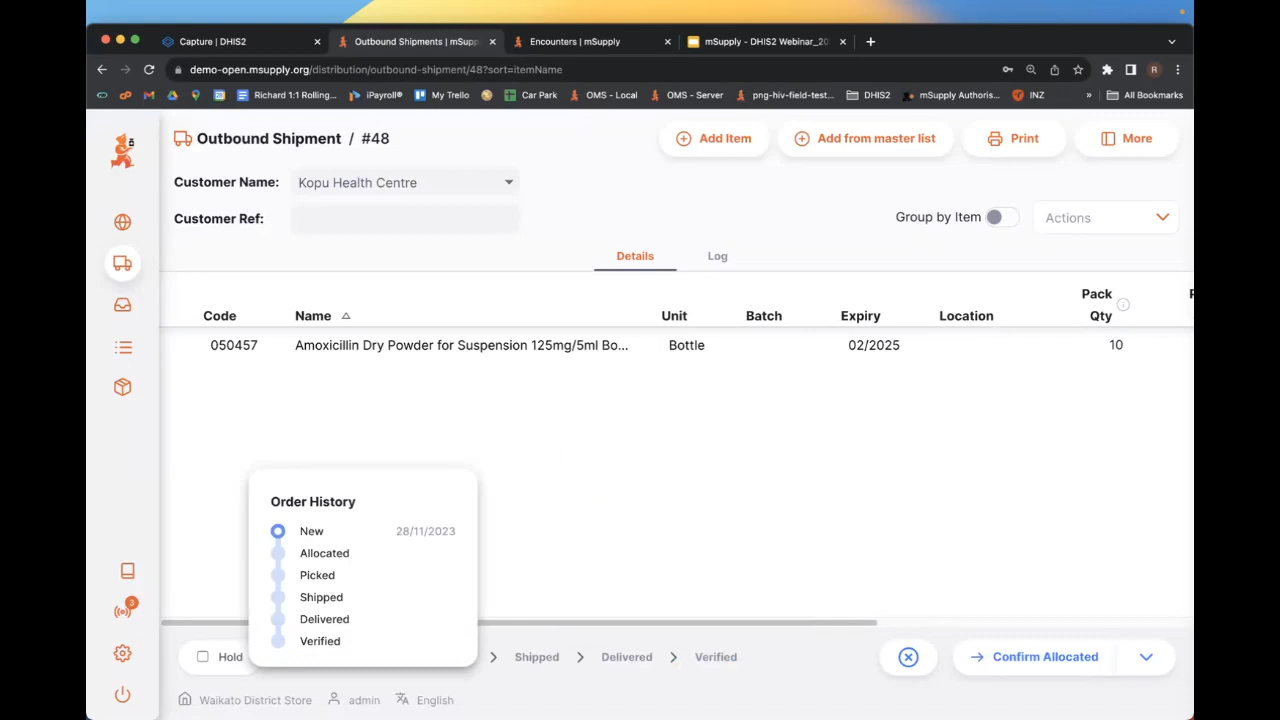 Capture | DHIS2
Outbound Shipments | mSupp
Encounters | mSupply
mSupply - DHIS2 Webinar_20
demo-open.msupply.org/distribution/outbound-shipment/48?sort=itemName
R
Richard 1:1 Rolling...
iPayroll®
My Trello
Car Park
OMS - Local
OMS - Server
png-hiv-field-test...
DHIS2
mSupply Authoris...
INZ
»
All Bookmarks
Outbound Shipment / #48
Add Item
Add from master list
Print
More
Customer Name: Kopu Health Centre
Customer Ref:
Group by Item
Actions
Details
Log
Code
Name
Unit
Batch
Expiry
Location
Pack Qty
P
050457
Amoxicillin Dry Powder for Suspension 125mg/5ml Bo...
Bottle
02/2025
10
Order History
New 28/11/2023
Allocated
Picked
Shipped
Delivered
Verified
3
Hold
Shipped
Delivered
Verified
Confirm Allocated
Waikato District Store
admin
English